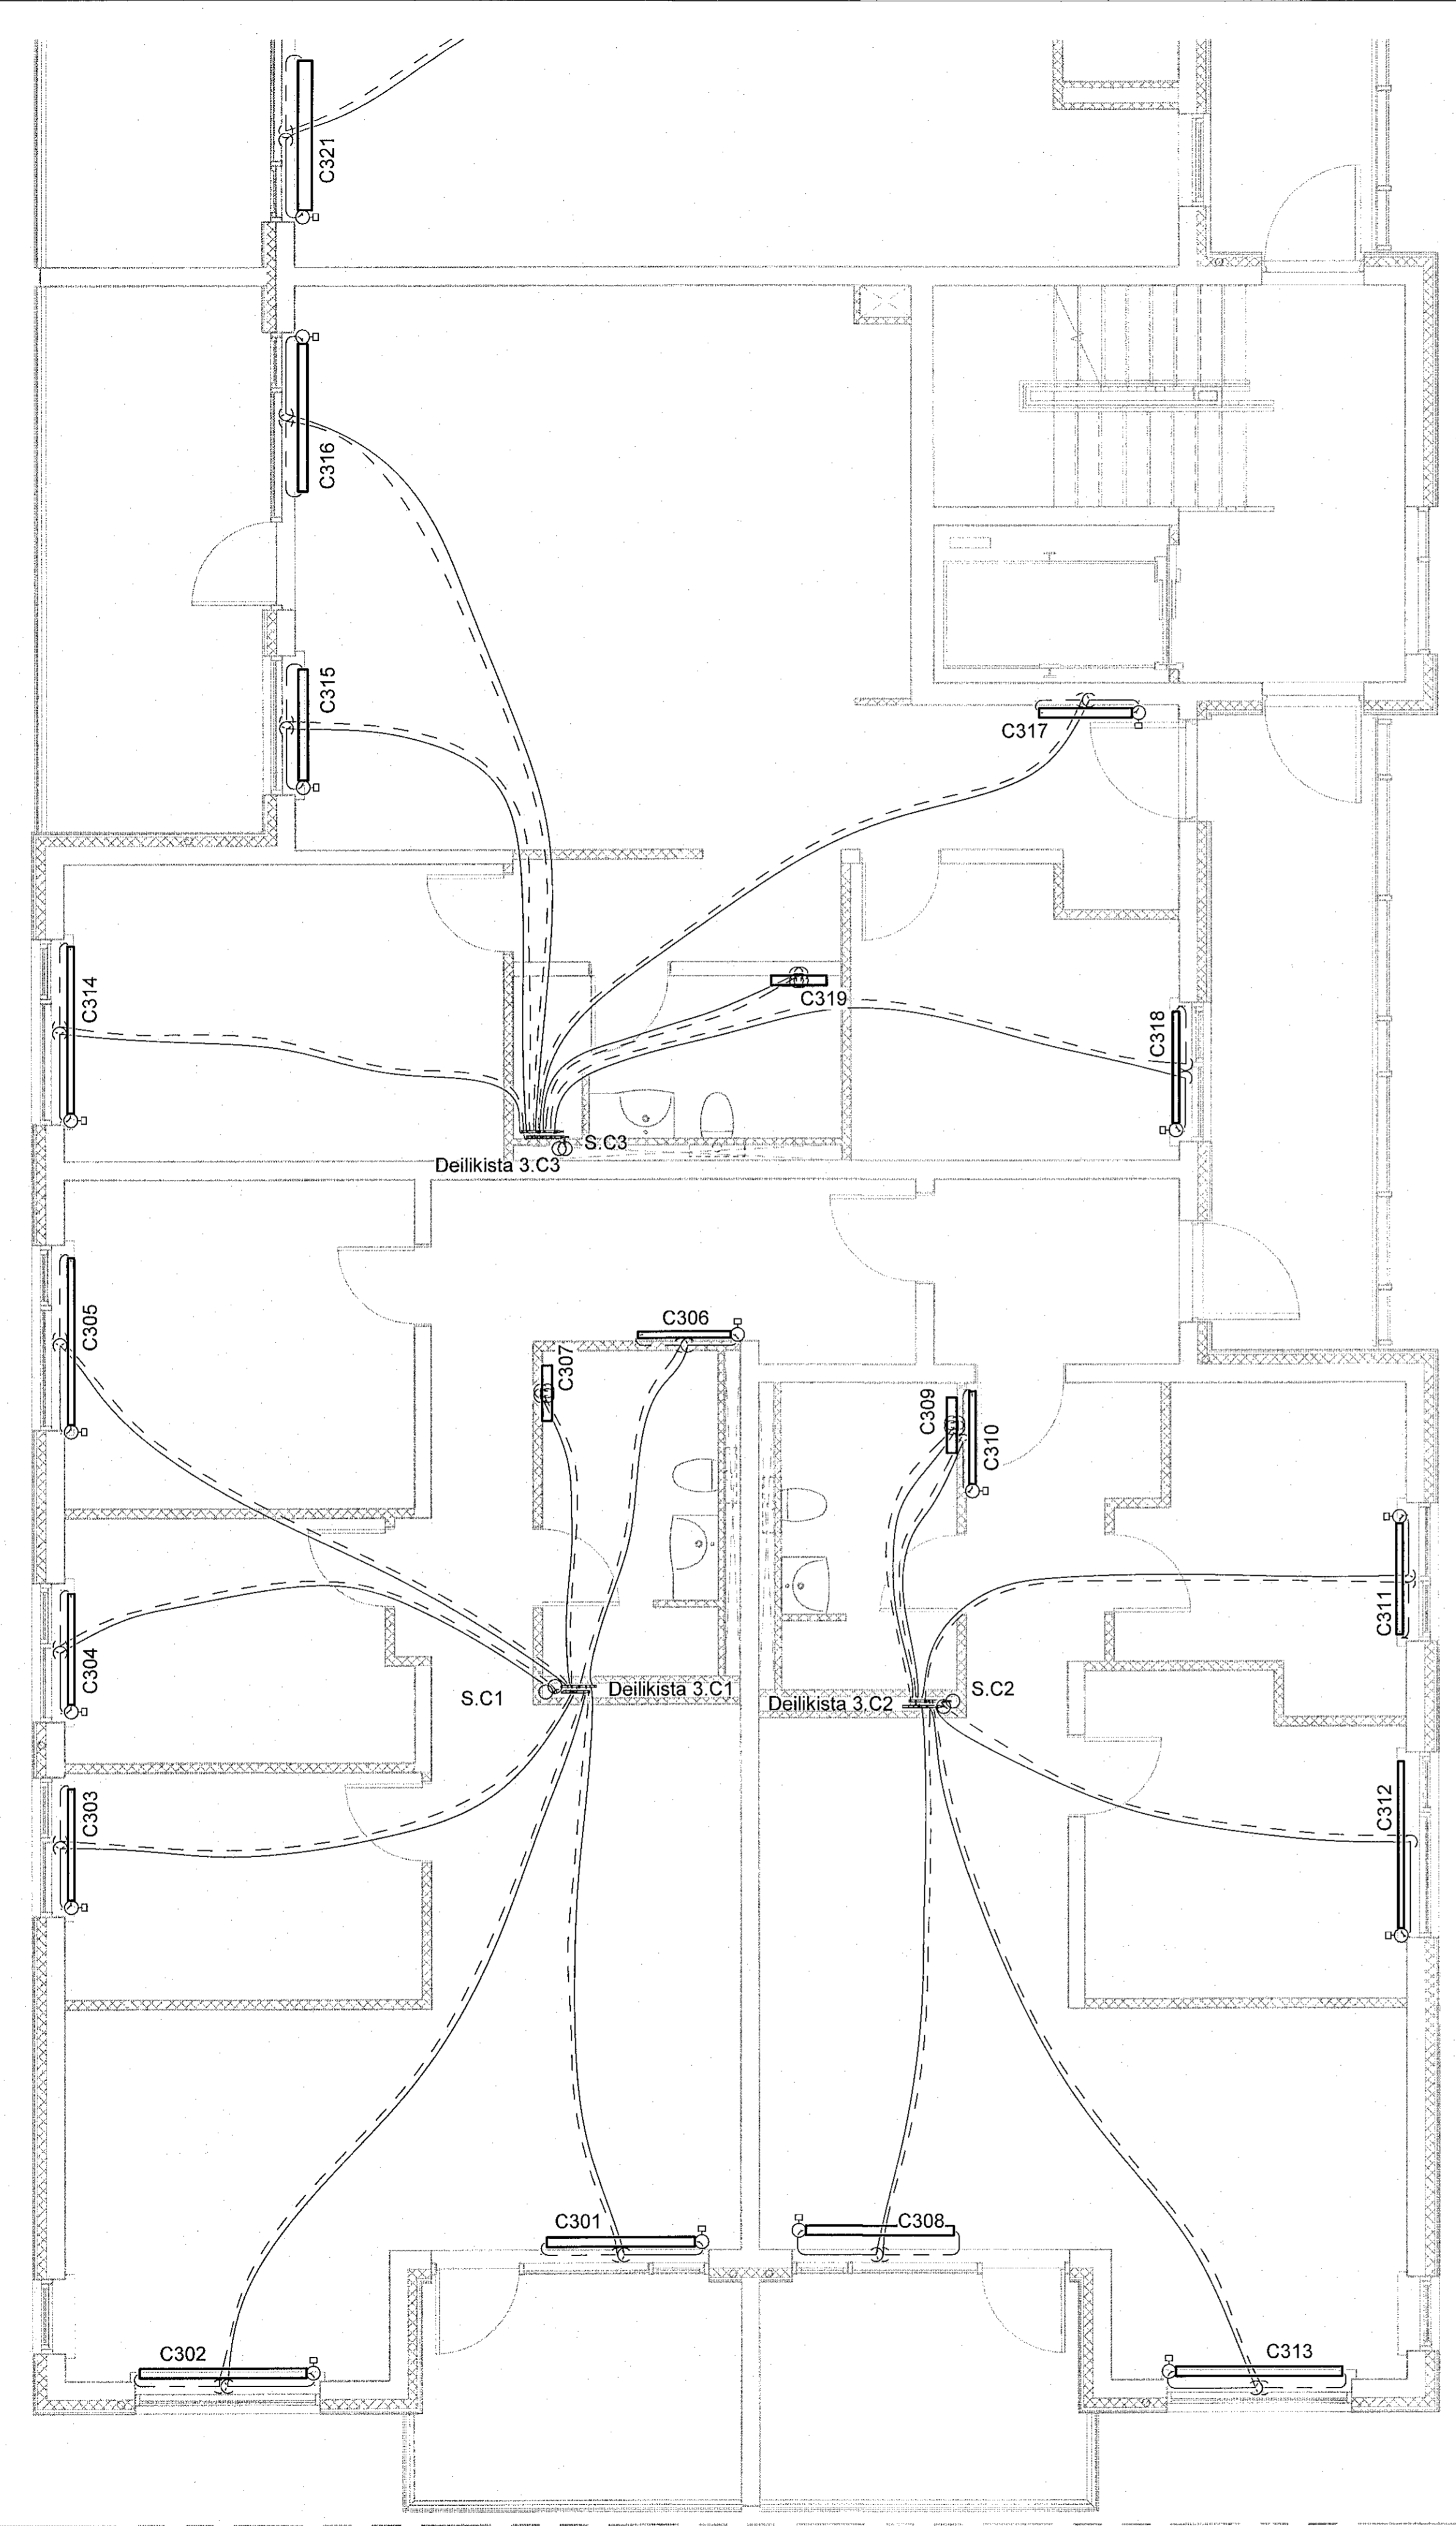 C321
C316
C315
C317
C314
C319
C318
S.C3
Deilikista 3.C3
C305
C306
C307
C309
C310
C311
C304
S.C1
Deilikista 3.C1
Deilikista 3.C2
S.C2
C303
C312
C301
C308
C302
C313